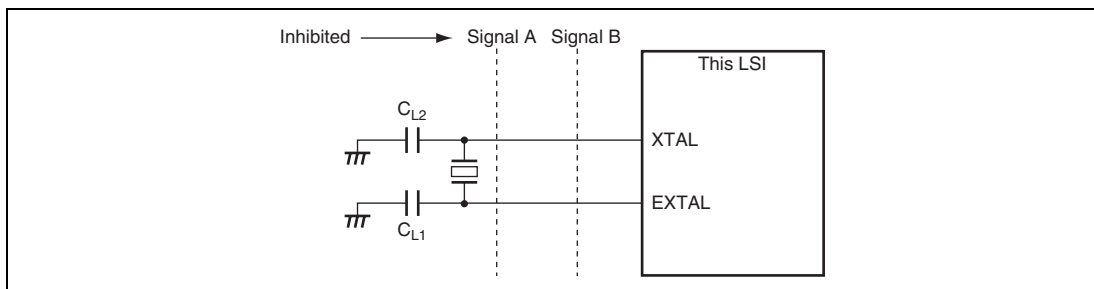 Inhibited Signal A Signal B
This LSI
CL2
XTAL
EXTAL
CL1